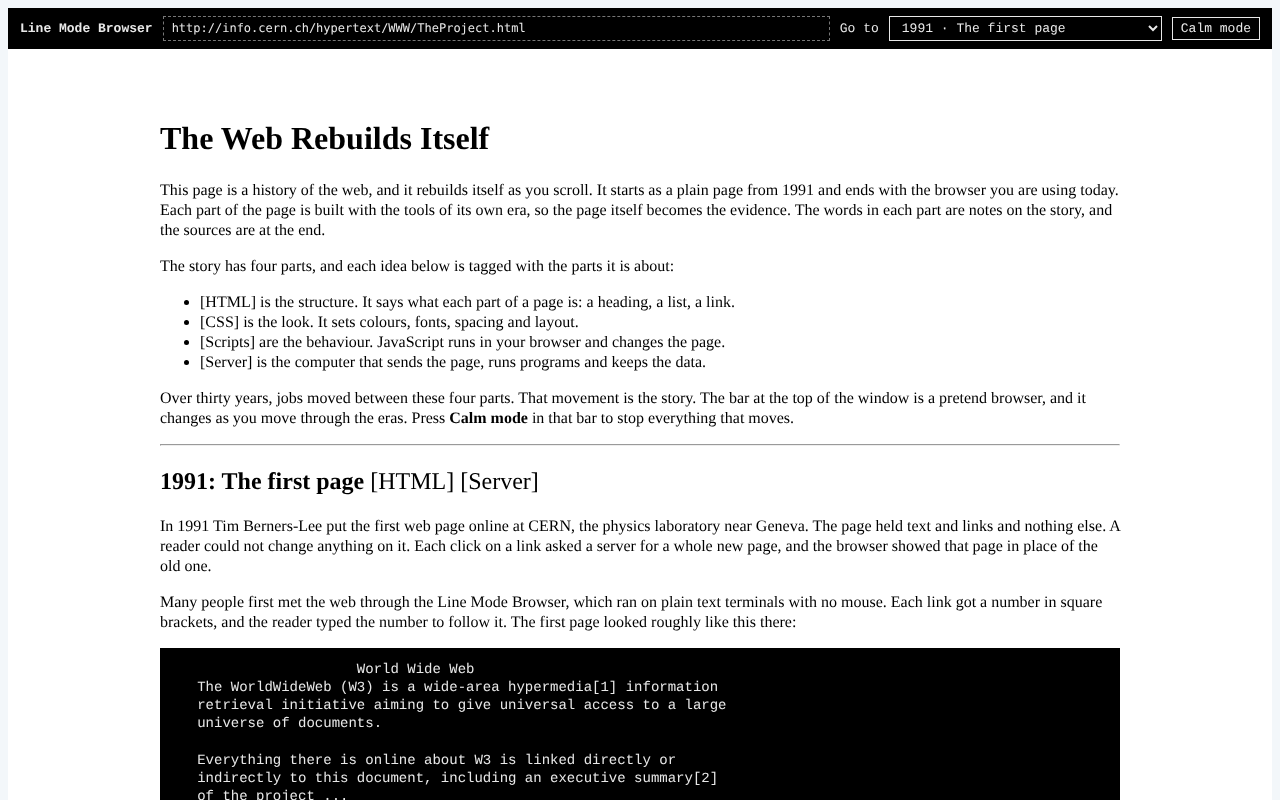 Line Mode Browser http://info.cern.ch/hypertext/WWW/TheProject.html Go to 1991 · The first page Calm mode
The Web Rebuilds Itself
This page is a history of the web, and it rebuilds itself as you scroll. It starts as a plain page from 1991 and ends with the browser you are using today.
Each part of the page is built with the tools of its own era, so the page itself becomes the evidence. The words in each part are notes on the story, and
the sources are at the end.
The story has four parts, and each idea below is tagged with the parts it is about:
• [HTML] is the structure. It says what each part of a page is: a heading, a list, a link.
• [CSS] is the look. It sets colours, fonts, spacing and layout.
• [Scripts] are the behaviour. JavaScript runs in your browser and changes the page.
• [Server] is the computer that sends the page, runs programs and keeps the data.
Over thirty years, jobs moved between these four parts. That movement is the story. The bar at the top of the window is a pretend browser, and it
changes as you move through the eras. Press Calm mode in that bar to stop everything that moves.
1991: The first page [HTML] [Server]
In 1991 Tim Berners-Lee put the first web page online at CERN, the physics laboratory near Geneva. The page held text and links and nothing else. A
reader could not change anything on it. Each click on a link asked a server for a whole new page, and the browser showed that page in place of the
old one.
Many people first met the web through the Line Mode Browser, which ran on plain text terminals with no mouse. Each link got a number in square
brackets, and the reader typed the number to follow it. The first page looked roughly like this there:
World Wide Web
The WorldWideWeb (W3) is a wide-area hypermedia[1] information
retrieval initiative aiming to give universal access to a large
universe of documents.
Everything there is online about W3 is linked directly or
indirectly to this document, including an executive summary[2]
of the project ...